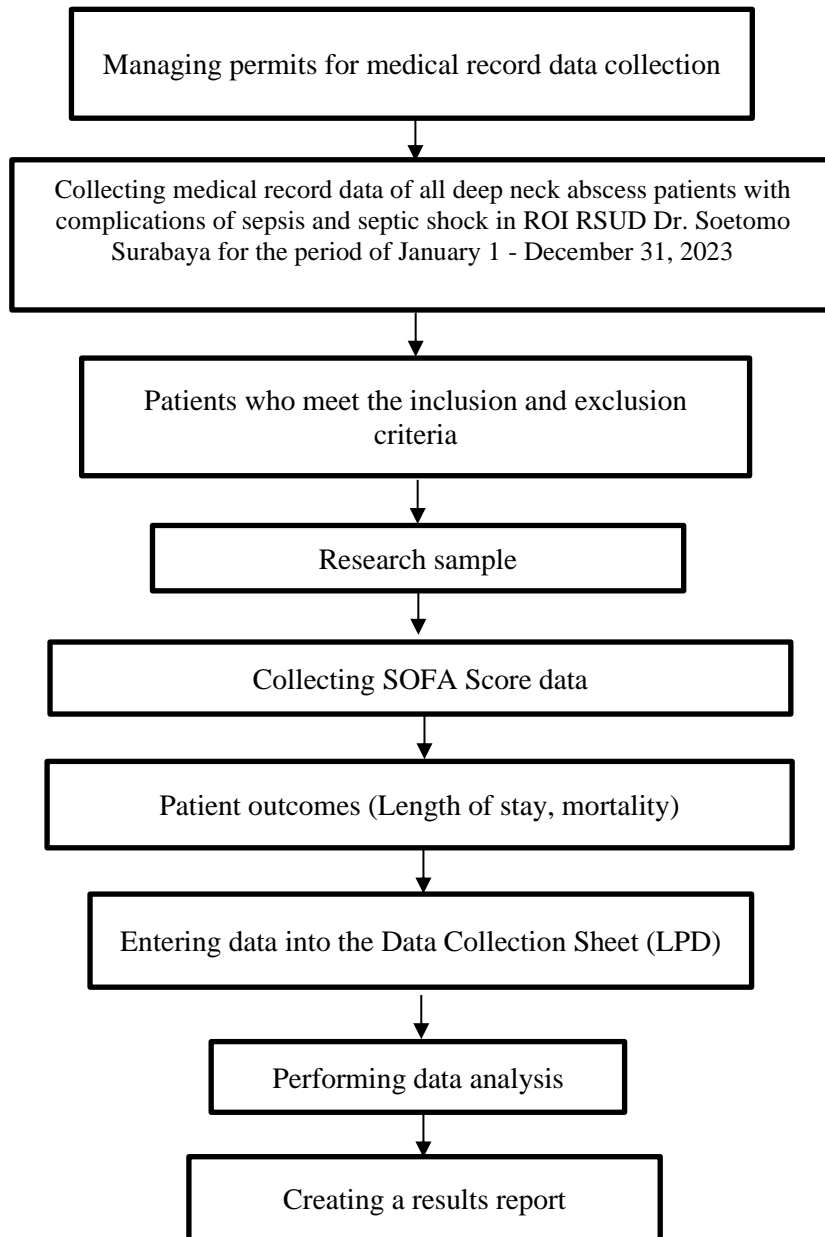 Managing permits for medical record data collection
Collecting medical record data of all deep neck abscess patients with
complications of sepsis and septic shock in ROI RSUD Dr. Soetomo
Surabaya for the period of January 1 - December 31, 2023
Patients who meet the inclusion and exclusion
criteria
Research sample
Collecting SOFA Score data
Patient outcomes (Length of stay, mortality)
Entering data into the Data Collection Sheet (LPD)
Performing data analysis
Creating a results report